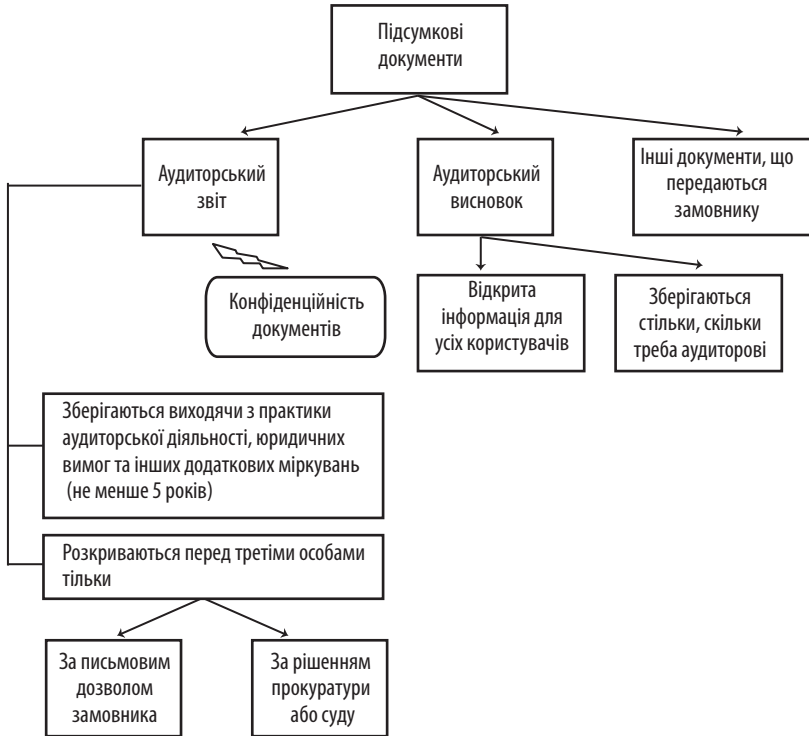 Підсумкові
документи
Аудиторський
звіт
Аудиторський
висновок
Інші документи, що
передаються
замовнику
Конфіденційність
документів
Відкрита
інформація для
усіх користувачів
Зберігаються
стільки, скільки
треба аудиторові
Зберігаються виходячи з практики
аудиторської діяльності, юридичних
вимог та інших додаткових міркувань
(не менше 5 років)
Розкриваються перед третіми особами
тільки
За письмовим
дозволом
замовника
За рішенням
прокуратури
або суду